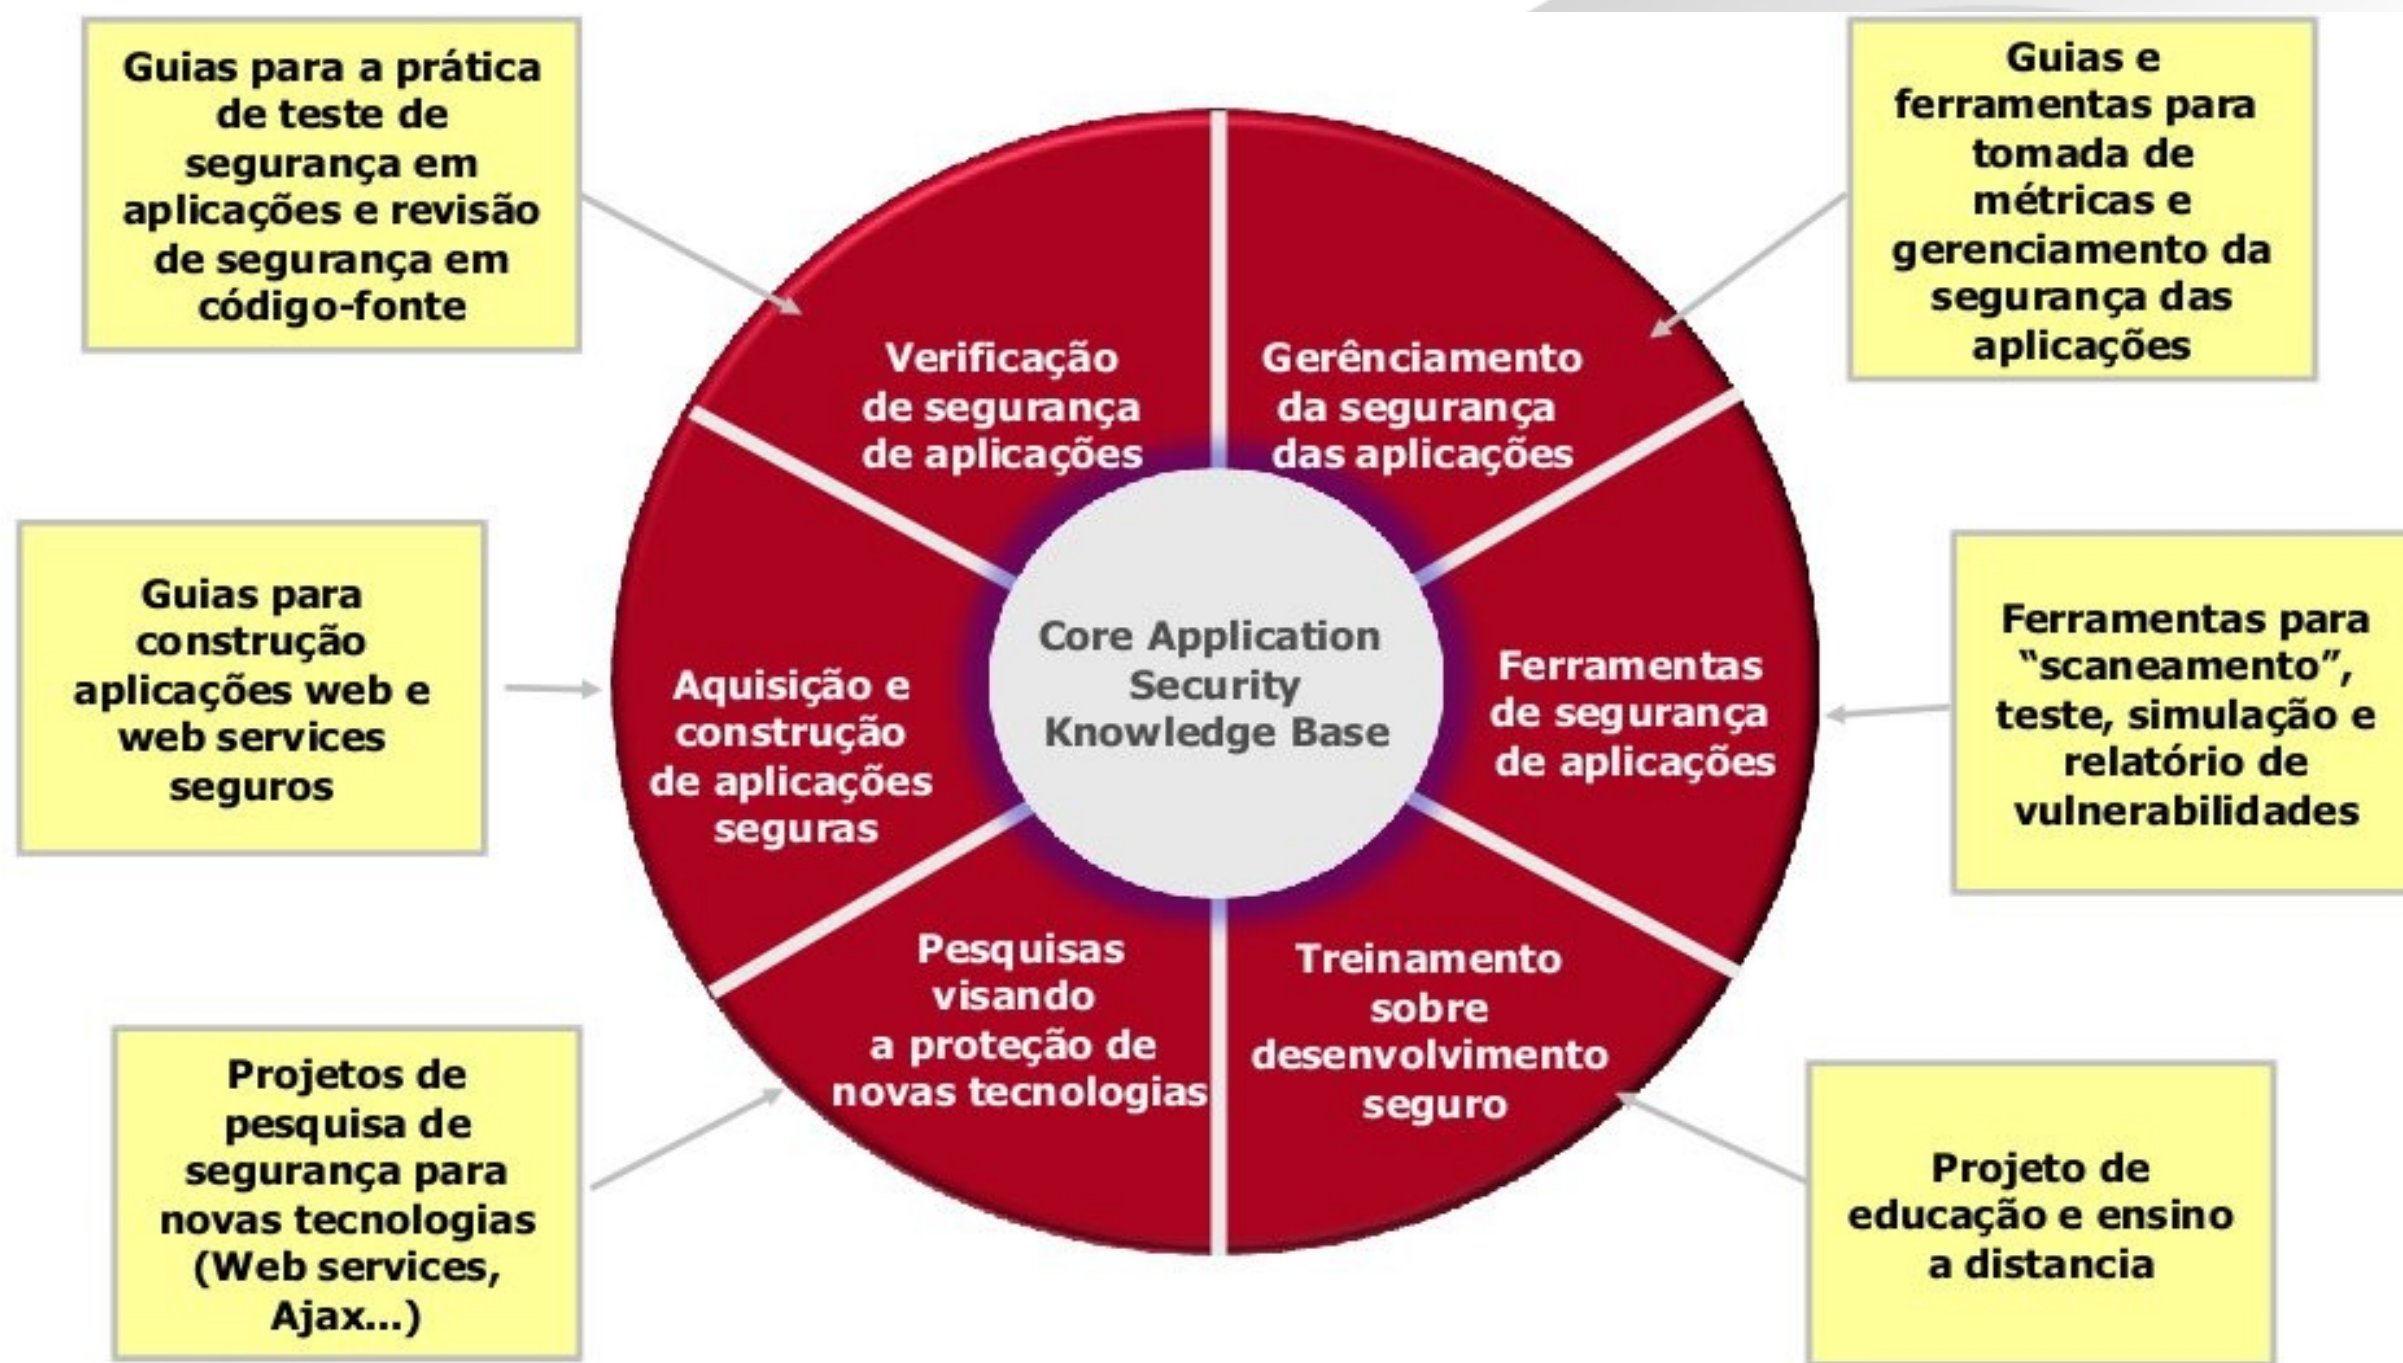 Guias para a prática
de teste de
segurança em
aplicações e revisão
de segurança em
código-fonte
Guias e
ferramentas para
tomada de
métricas e
gerenciamento da
segurança das
aplicações
Verificação
de segurança
de aplicações
Gerênciamento
da segurança
das aplicações
Guias para
construção
aplicações web e
web services
seguros
Aquisição e
construção
de aplicações
seguras
Core Application
Security
Knowledge Base
Ferramentas
de segurança
de aplicações
Ferramentas para
“scaneamento”,
teste, simulação e
relatório de
vulnerabilidades
Pesquisas
visando
a proteção de
novas tecnologias
Treinamento
sobre
desenvolvimento
seguro
Projetos de
pesquisa de
segurança para
novas tecnologias
(Web services,
Ajax...)
Projeto de
educação e ensino
a distancia